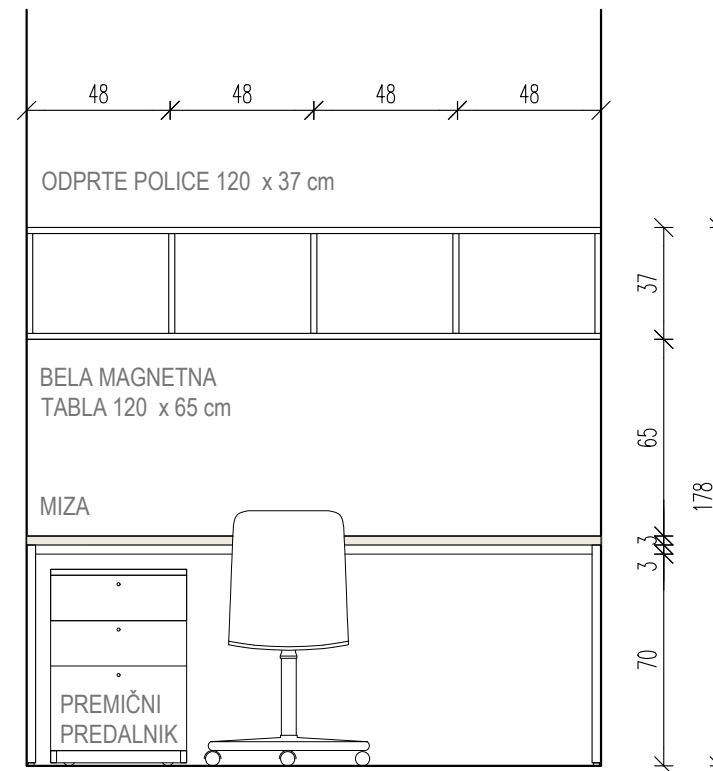 48 48 48 48
ODPRTE POLICE 120 x 37 cm
37
BELA MAGNETNA
TABLA 120 x 65 cm
65
178
MIZA
3
3
70
PREMIČNI
PREDALNIK